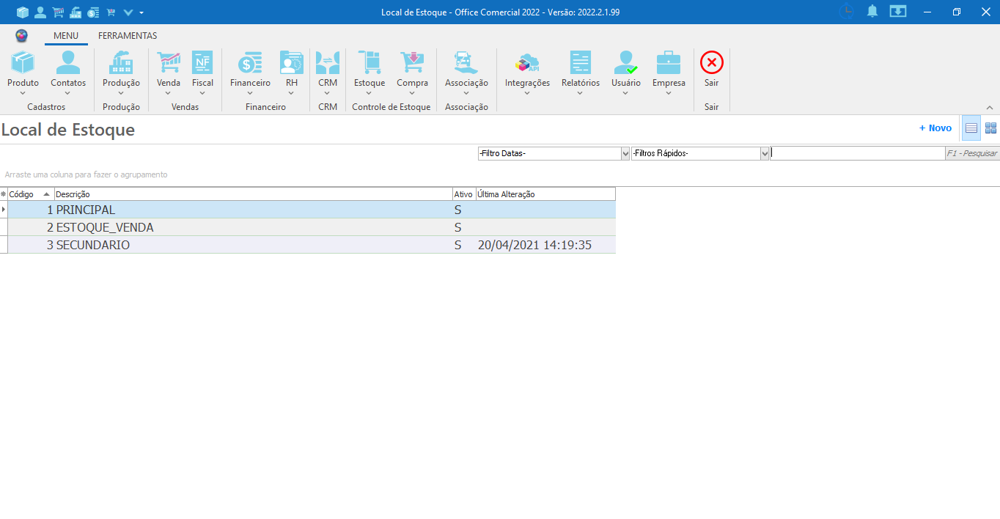 Local de Estoque - Office Comercial 2022 - Versão: 2022.2.1.99
MENU FERRAMENTAS
NF API
Produto Contatos Produção Venda Fiscal Financeiro RH CRM Estoque Compra Associação Integrações Relatórios Usuário Empresa Sair
Cadastros Produção Vendas Financeiro CRM Controle de Estoque Associação Sair
Local de Estoque
+ Novo
-Filtro Datas- -Filtros Rápidos- F1 - Pesquisar
Arraste uma coluna para fazer o agrupamento
Código Descrição Ativo Última Alteração
1 PRINCIPAL S
2 ESTOQUE_VENDA S
3 SECUNDARIO S 20/04/2021 14:19:35